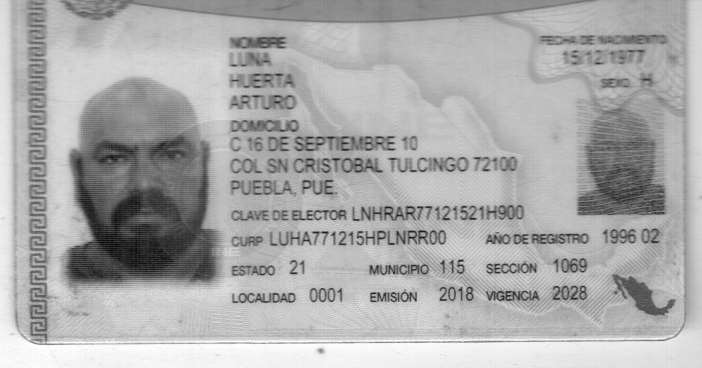 NOMBRE
FECHA DE NACIMIENTO
LUNA
15/12/1977
HUERTA
SEXO H
ARTURO
DOMICILIO
C 16 DE SEPTIEMBRE 10
COL SN CRISTOBAL TULCINGO 72100
PUEBLA, PUE.
CLAVE DE ELECTOR LNHRAR77121521H900
CURP LUHA771215HPLNRR00 AÑO DE REGISTRO 1996 02
ESTADO 21 MUNICIPIO 115 SECCIÓN 1069
LOCALIDAD 0001 EMISIÓN 2018 VIGENCIA 2028